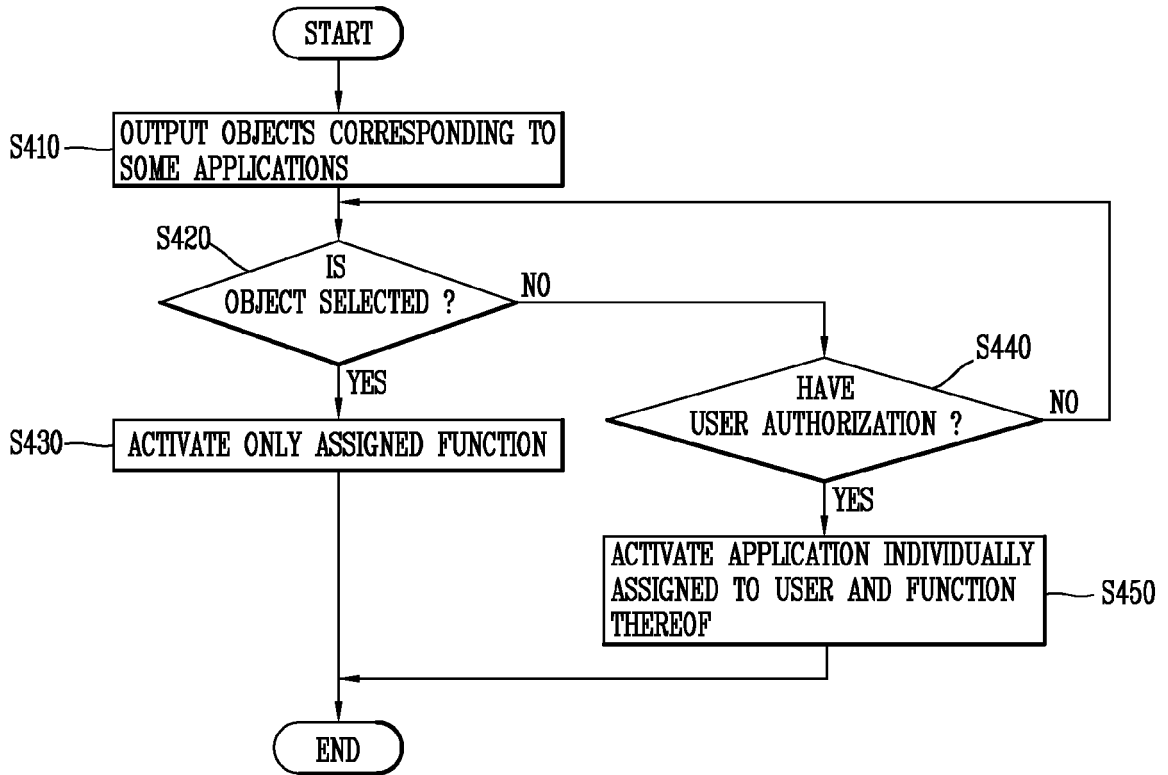 START
S410
OUTPUT OBJECTS CORRESPONDING TO
SOME APPLICATIONS
S420
IS
OBJECT SELECTED ?
NO
YES
S440
HAVE
USER AUTHORIZATION ?
NO
YES
S430
ACTIVATE ONLY ASSIGNED FUNCTION
ACTIVATE APPLICATION INDIVIDUALLY
ASSIGNED TO USER AND FUNCTION
THEREOF
S450
END